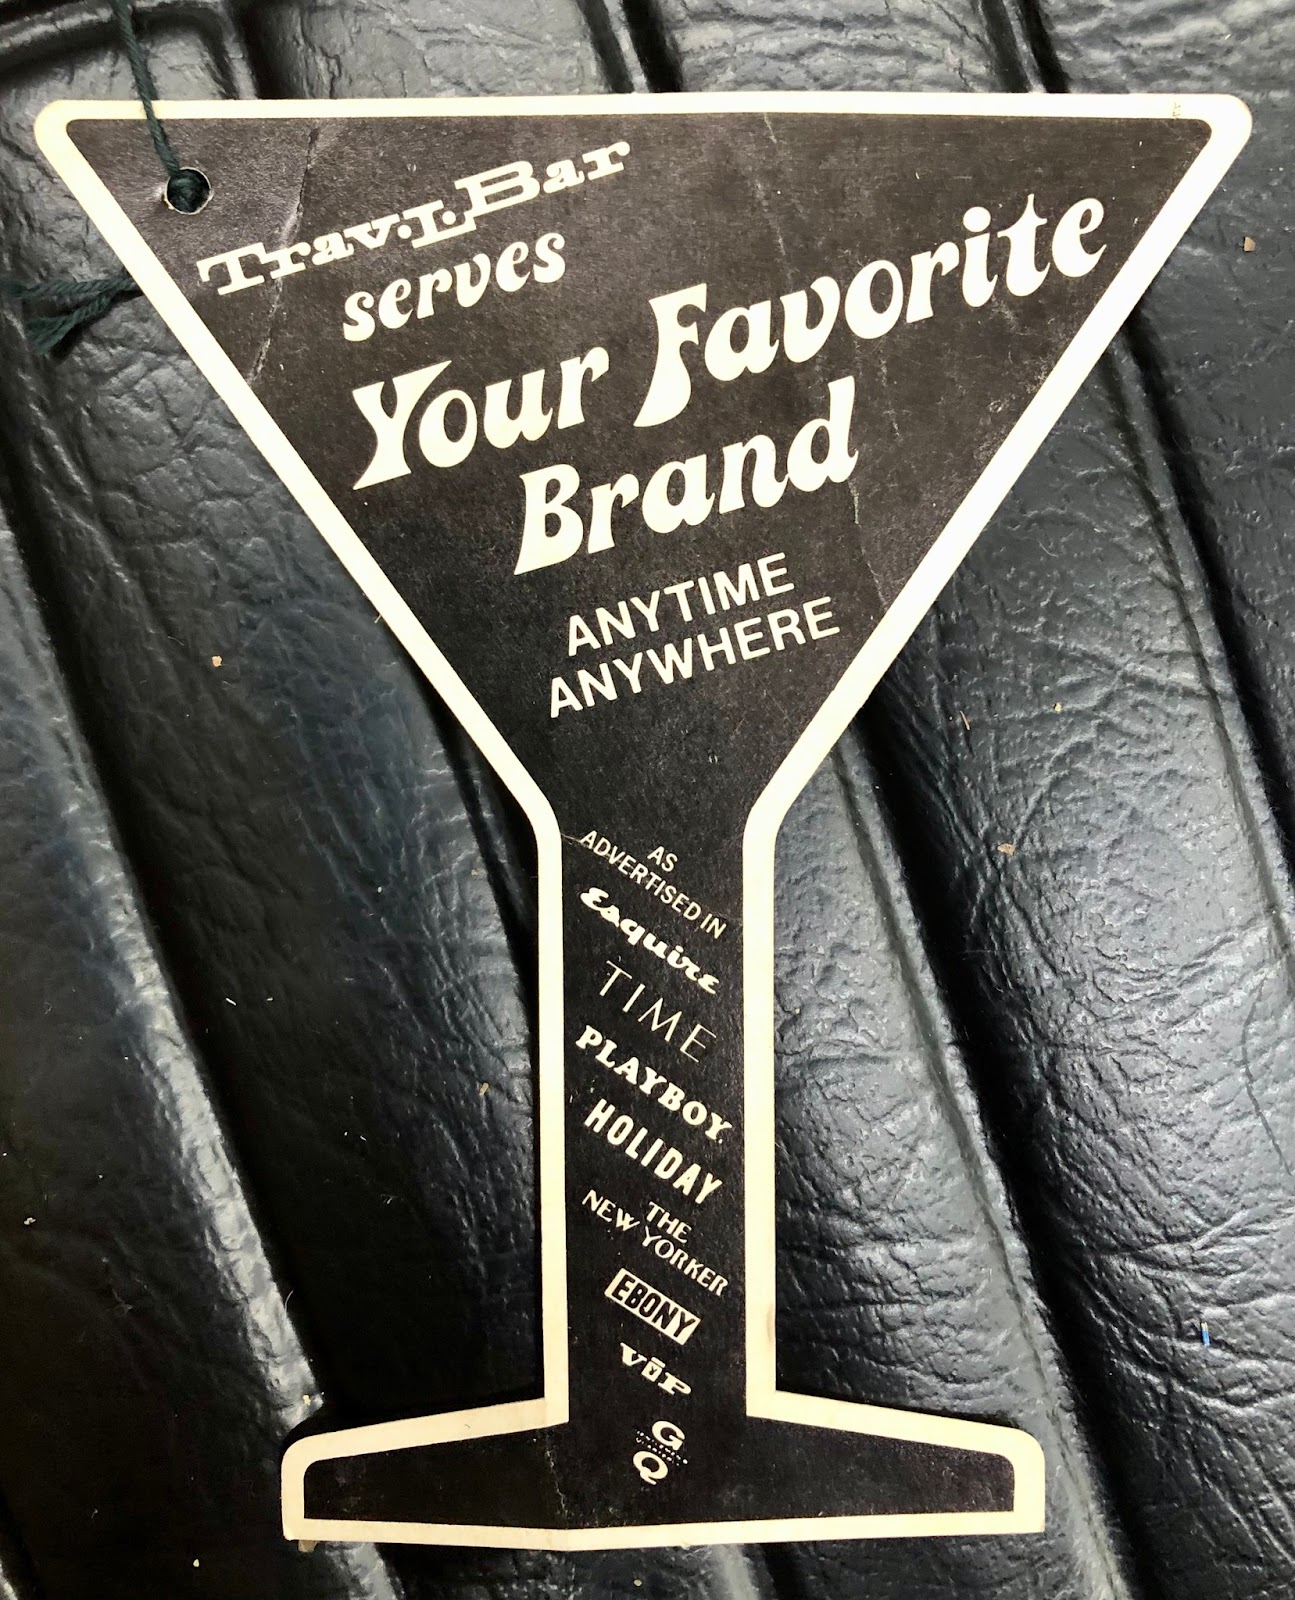 Trav.L.Bar
serves
Your Favorite
Brand
ANYTIME
ANYWHERE
AS
ADVERTISED IN
Esquire
TIME
PLAYBOY
HOLIDAY
THE
NEW YORKER
EBONY
VIP
G
Q